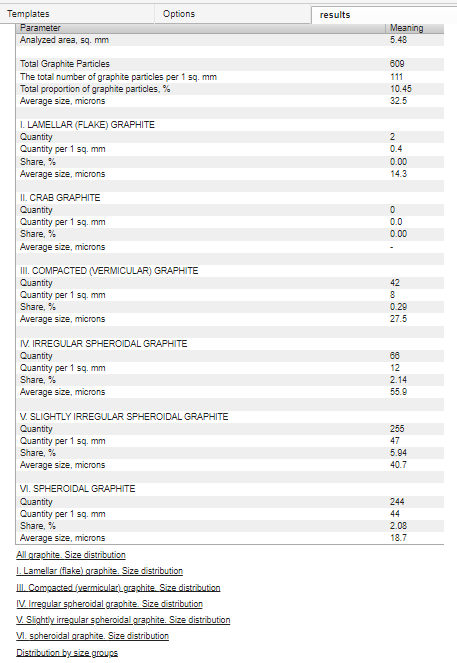 Templates Options results
Parameter Meaning
Analyzed area, sq. mm 5.48
Total Graphite Particles 609
The total number of graphite particles per 1 sq. mm 111
Total proportion of graphite particles, % 10.45
Average size, microns 32.5
I. LAMELLAR (FLAKE) GRAPHITE
Quantity 2
Quantity per 1 sq. mm 0.4
Share, % 0.00
Average size, microns 14.3
II. CRAB GRAPHITE
Quantity 0
Quantity per 1 sq. mm 0.0
Share, % 0.00
Average size, microns -
III. COMPACTED (VERMICULAR) GRAPHITE
Quantity 42
Quantity per 1 sq. mm 8
Share, % 0.29
Average size, microns 27.5
IV. IRREGULAR SPHEROIDAL GRAPHITE
Quantity 66
Quantity per 1 sq. mm 12
Share, % 2.14
Average size, microns 55.9
V. SLIGHTLY IRREGULAR SPHEROIDAL GRAPHITE
Quantity 255
Quantity per 1 sq. mm 47
Share, % 5.94
Average size, microns 40.7
VI. SPHEROIDAL GRAPHITE
Quantity 244
Quantity per 1 sq. mm 44
Share, % 2.08
Average size, microns 18.7
All graphite. Size distribution
I. Lamellar (flake) graphite. Size distribution
III. Compacted (vermicular) graphite. Size distribution
IV. Irregular spheroidal graphite. Size distribution
V. Slightly irregular spheroidal graphite. Size distribution
VI. spheroidal graphite. Size distribution
Distribution by size groups